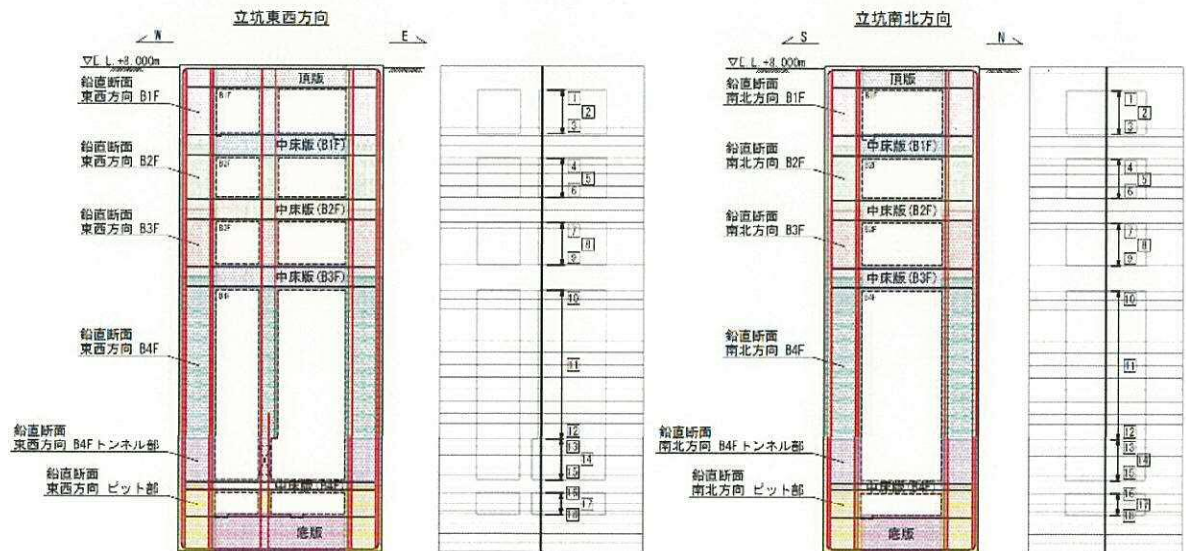 立坑東西方向
W
E
▽E.L.+8.000m
頂版
鉛直断面
東西方向 B1F
B1F
中床版(B1F)
鉛直断面
東西方向 B2F
B2F
中床版(B2F)
鉛直断面
東西方向 B3F
B3F
中床版(B3F)
B4F
鉛直断面
東西方向 B4F
鉛直断面
東西方向 B4Fトンネル部
鉛直断面
東西方向 ピット部
中床版(B4F)
底版
1
2
3
4
5
6
7
8
9
10
11
12
13
14
15
16
17
18
立坑南北方向
S
N
▽E.L.+8.000m
頂版
鉛直断面
南北方向 B1F
B1F
中床版(B1F)
鉛直断面
南北方向 B2F
B2F
中床版(B2F)
鉛直断面
南北方向 B3F
B3F
中床版(B3F)
B4F
鉛直断面
南北方向 B4F
鉛直断面
南北方向 B4Fトンネル部
鉛直断面
南北方向 ピット部
中床版(B4F)
底版
1
2
3
4
5
6
7
8
9
10
11
12
13
14
15
16
17
18